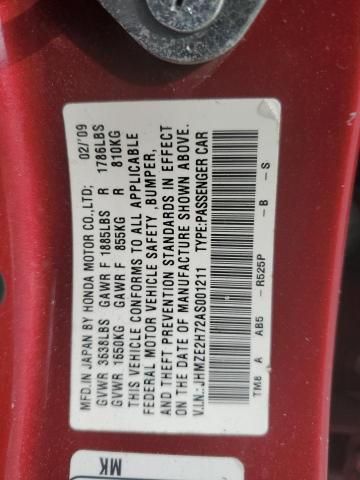 MFD.IN JAPAN BY HONDA MOTOR CO.,LTD; 02/'09
GVWR 3638LBS GAWR F 1885LBS R 1786LBS
GVWR 1650KG GAWR F 855KG R 810KG
THIS VEHICLE CONFORMS TO ALL APPLICABLE
FEDERAL MOTOR VEHICLE SAFETY ,BUMPER,
AND THEFT PREVENTION STANDARDS IN EFFECT
ON THE DATE OF MANUFACTURE SHOWN ABOVE.
V.I.N.: JHMZE2H72AS001211 TYPE:PASSENGER CAR
TM8 A AB5 -R525P -B -S
MK